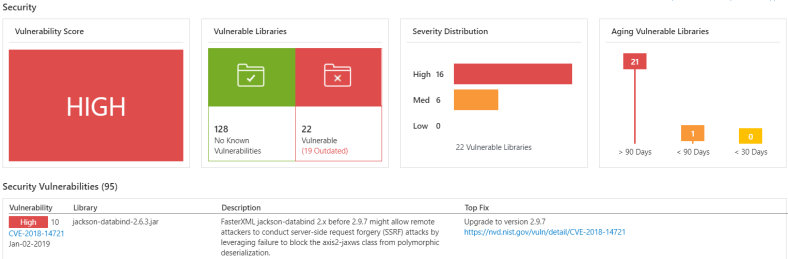 Security
Vulnerability Score
HIGH
Vulnerable Libraries
128
No Known
Vulnerabilities
22
Vulnerable
(19 Outdated)
Severity Distribution
High 16
Med 6
Low 0
22 Vulnerable Libraries
Aging Vulnerable Libraries
21
1
0
> 90 Days
< 90 Days
< 30 Days
Security Vulnerabilities (95)
Vulnerability Library Description Top Fix
High 10
CVE-2018-14721
Jan-02-2019
jackson-databind-2.6.3.jar
FasterXML jackson-databind 2.x before 2.9.7 might allow remote
attackers to conduct server-side request forgery (SSRF) attacks by
leveraging failure to block the axis2-jaxws class from polymorphic
deserialization.
Upgrade to version 2.9.7
https://nvd.nist.gov/vuln/detail/CVE-2018-14721